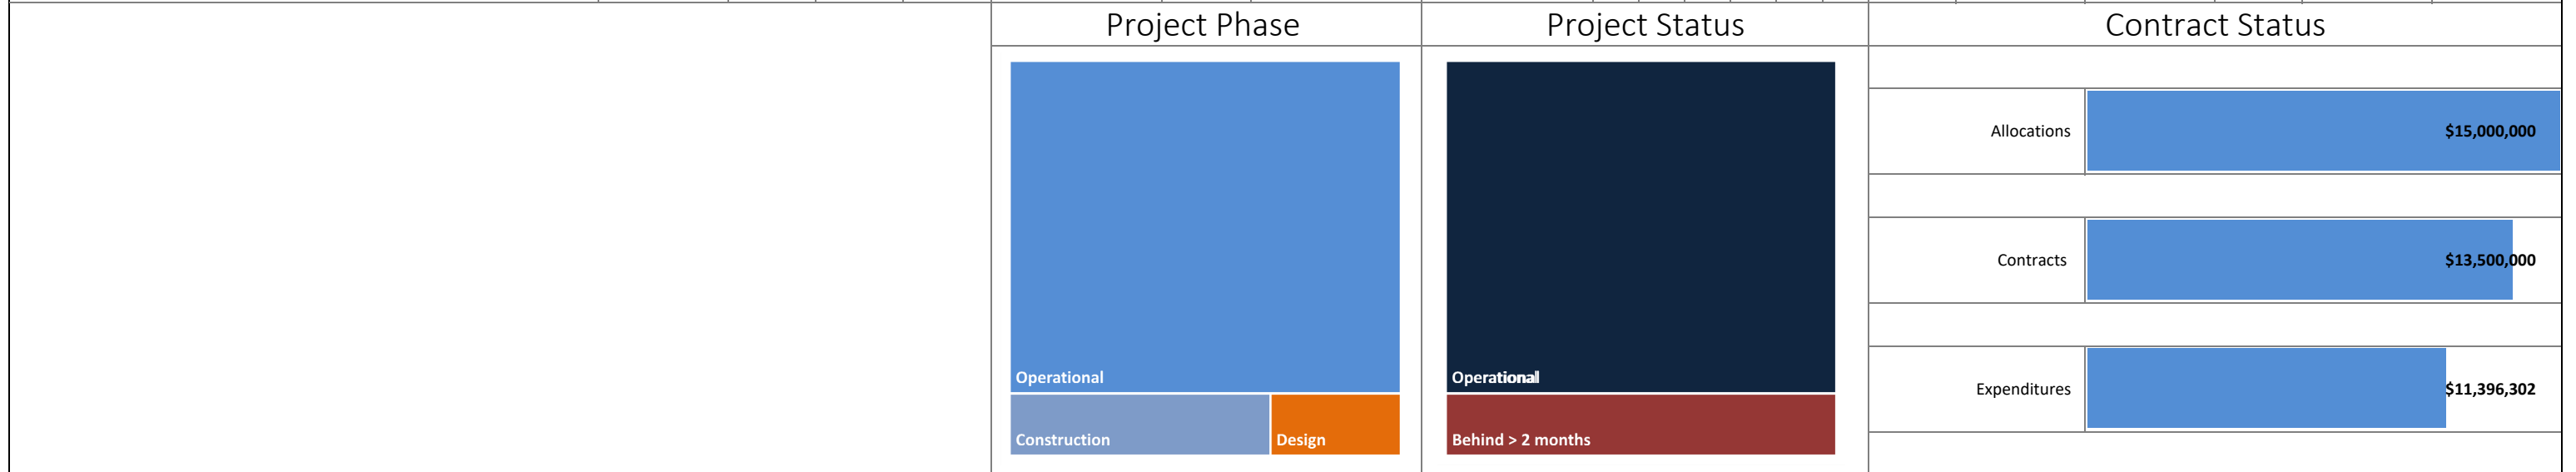 Project Phase
Project Status
Contract Status
Operational
Construction
Design
Operational
Behind > 2 months
Allocations
$15,000,000
Contracts
$13,500,000
Expenditures
$11,396,302